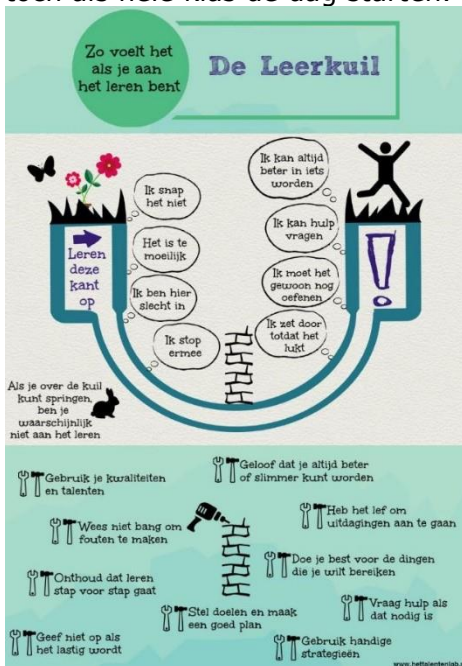 Zo voelt het
als je aan
het leren bent
De Leerkuil
Ik snap
het niet
Het is te
moeilijk
Ik ben hier
slecht in
Ik stop
ermee
Ik kan altijd
beter in iets
worden
Ik kan hulp
vragen
Ik moet het
gewoon nog
oefenen
Ik zet door
totdat het
lukt
Leren
deze
kant
op
!
Als je over de kuil
kunt springen,
ben je
waarschijnlijk
niet aan het leren
Gebruik je kwaliteiten
en talenten
Geloof dat je altijd beter
of slimmer kunt worden
Wees niet bang om
fouten te maken
Heb het lef om
uitdagingen aan te gaan
Onthoud dat leren
stap voor stap gaat
Doe je best voor de dingen
die je wilt bereiken
Stel doelen en maak
een goed plan
Vraag hulp als
dat nodig is
Geef niet op als
het lastig wordt
Gebruik handige
strategieën